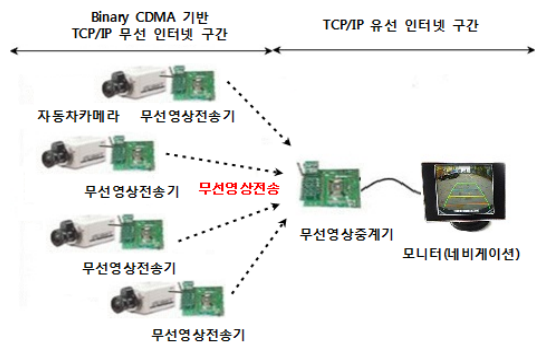 Binary CDMA 기반
TCP/IP 무선 인터넷 구간
TCP/IP 유선 인터넷 구간
자동차카메라
무선영상전송기
무선영상전송기
무선영상전송
무선영상중계기
모니터(네비게이션)
무선영상전송기
무선영상전송기